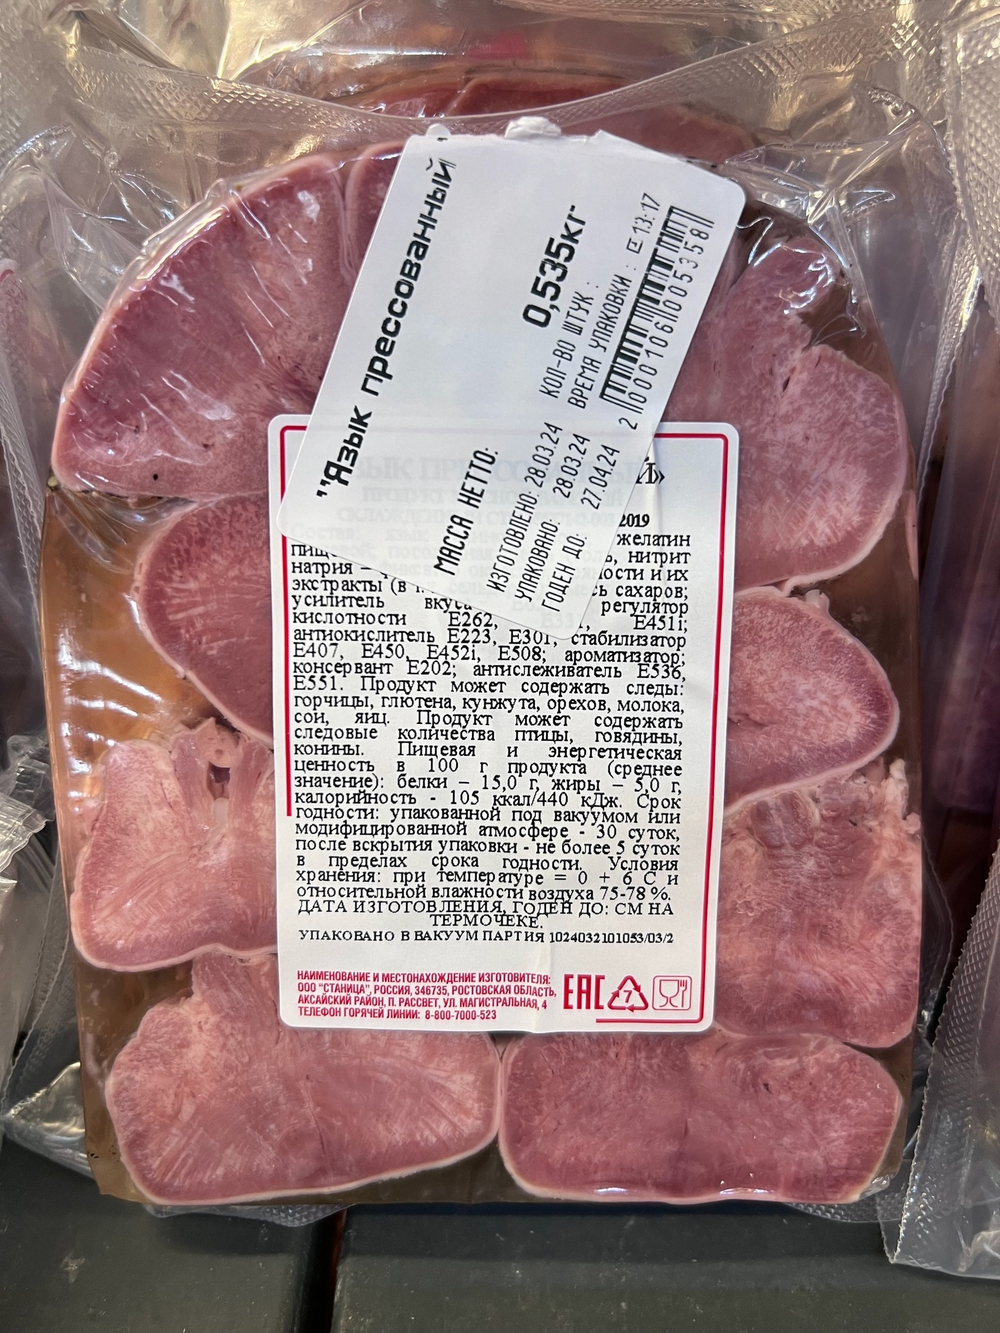 "Язык прессованный"
МАССА НЕТТО: 0,535кг
ИЗГОТОВЛЕНО: 28.03.24 КОЛ-ВО ШТУК :
УПАКОВАНО: 28.03.24 ВРЕМЯ УПАКОВКИ : 13:17
ГОДЕН ДО: 27.04.24
2 000106 005358
Й»
2019
желатин
нитрит
натрия –
экстракты (в сахаров;
усилитель регулятор
кислотности Е262, Е451i;
антиокислитель Е223, Е301, стабилизатор
Е407, Е450, Е452i, Е508; ароматизатор;
консервант Е202; антислеживатель Е536,
Е551. Продукт может содержать следы:
горчицы, глютена, кунжута, орехов, молока,
сои, яиц. Продукт может содержать
следовые количества птицы, говядины,
конины. Пищевая и энергетическая
ценность в 100 г продукта (среднее
значение): белки – 15,0 г, жиры – 5,0 г,
калорийность - 105 ккал/440 кДж. Срок
годности: упакованной под вакуумом или
модифицированной атмосфере - 30 суток,
после вскрытия упаковки - не более 5 суток
в пределах срока годности. Условия
хранения: при температуре = 0 + 6 С и
относительной влажности воздуха 75-78 %.
ДАТА ИЗГОТОВЛЕНИЯ, ГОДЕН ДО: СМ НА
ТЕРМОЧЕКЕ.
УПАКОВАНО В ВАКУУМ ПАРТИЯ 1024032101053/03/2
НАИМЕНОВАНИЕ И МЕСТОНАХОЖДЕНИЕ ИЗГОТОВИТЕЛЯ:
ООО "СТАНИЦА", РОССИЯ, 346735, РОСТОВСКАЯ ОБЛАСТЬ,
АКСАЙСКИЙ РАЙОН, П. РАССВЕТ, УЛ. МАГИСТРАЛЬНАЯ, 4
ТЕЛЕФОН ГОРЯЧЕЙ ЛИНИИ: 8-800-7000-523
ЕАС 7